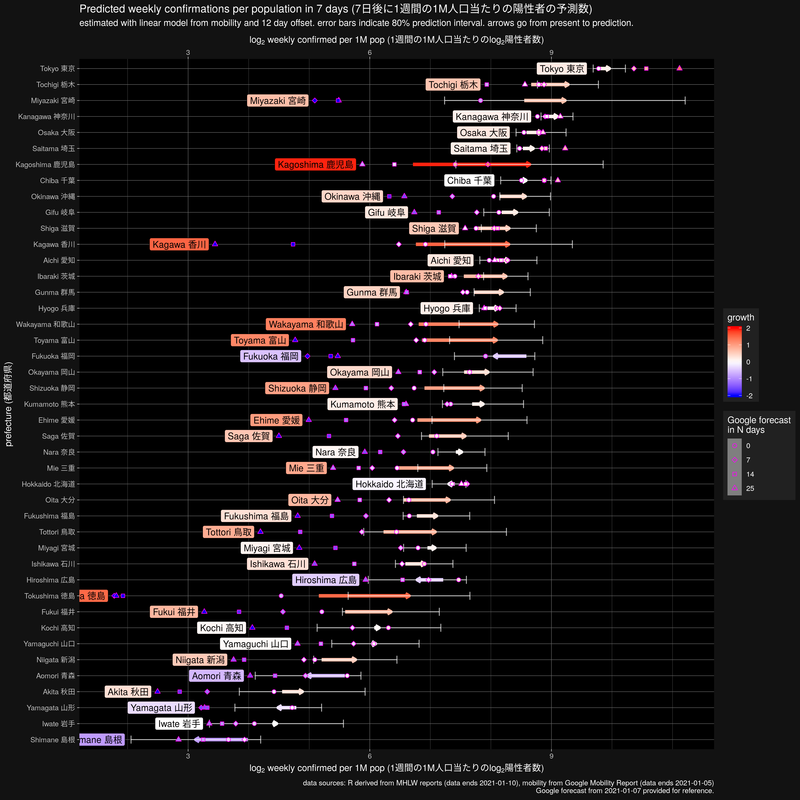 Predicted weekly confirmations per population in 7 days (7日後に1週間の1M人口当たりの陽性者の予測数)
estimated with linear model from mobility and 12 day offset. error bars indicate 80% prediction interval. arrows go from present to prediction.
log2 weekly confirmed per 1M pop (1週間の1M人口当たりのlog2陽性者数)
3 6 9
Tokyo 東京 Tokyo 東京
Tochigi 栃木 Tochigi 栃木
Miyazaki 宮崎 Miyazaki 宮崎
Kanagawa 神奈川 Kanagawa 神奈川
Osaka 大阪 Osaka 大阪
Saitama 埼玉 Saitama 埼玉
Kagoshima 鹿児島 Kagoshima 鹿児島
Chiba 千葉 Chiba 千葉
Okinawa 沖縄 Okinawa 沖縄
Gifu 岐阜 Gifu 岐阜
Shiga 滋賀 Shiga 滋賀
Kagawa 香川 Kagawa 香川
Aichi 愛知 Aichi 愛知
Ibaraki 茨城 Ibaraki 茨城
Gunma 群馬 Gunma 群馬
Hyogo 兵庫 Hyogo 兵庫
Wakayama 和歌山 Wakayama 和歌山
Toyama 富山 Toyama 富山
Fukuoka 福岡 Fukuoka 福岡
Okayama 岡山 Okayama 岡山
Shizuoka 静岡 Shizuoka 静岡
Kumamoto 熊本 Kumamoto 熊本
Ehime 愛媛 Ehime 愛媛
Saga 佐賀 Saga 佐賀
Nara 奈良 Nara 奈良
Mie 三重 Mie 三重
Hokkaido 北海道 Hokkaido 北海道
Oita 大分 Oita 大分
Fukushima 福島 Fukushima 福島
Tottori 鳥取 Tottori 鳥取
Miyagi 宮城 Miyagi 宮城
Ishikawa 石川 Ishikawa 石川
Hiroshima 広島 Hiroshima 広島
Tokushima 徳島 a 徳島
Fukui 福井 Fukui 福井
Kochi 高知 Kochi 高知
Yamaguchi 山口 Yamaguchi 山口
Niigata 新潟 Niigata 新潟
Aomori 青森 Aomori 青森
Akita 秋田 Akita 秋田
Yamagata 山形 Yamagata 山形
Iwate 岩手 Iwate 岩手
Shimane 島根 mane 島根
3 6 9
log2 weekly confirmed per 1M pop (1週間の1M人口当たりのlog2陽性者数)
prefecture (都道府県)
growth
2
1
0
-1
-2
Google forecast
in N days
0
7
14
25
data sources: R derived from MHLW reports (data ends 2021-01-10), mobility from Google Mobility Report (data ends 2021-01-05)
Google forecast from 2021-01-07 provided for reference.